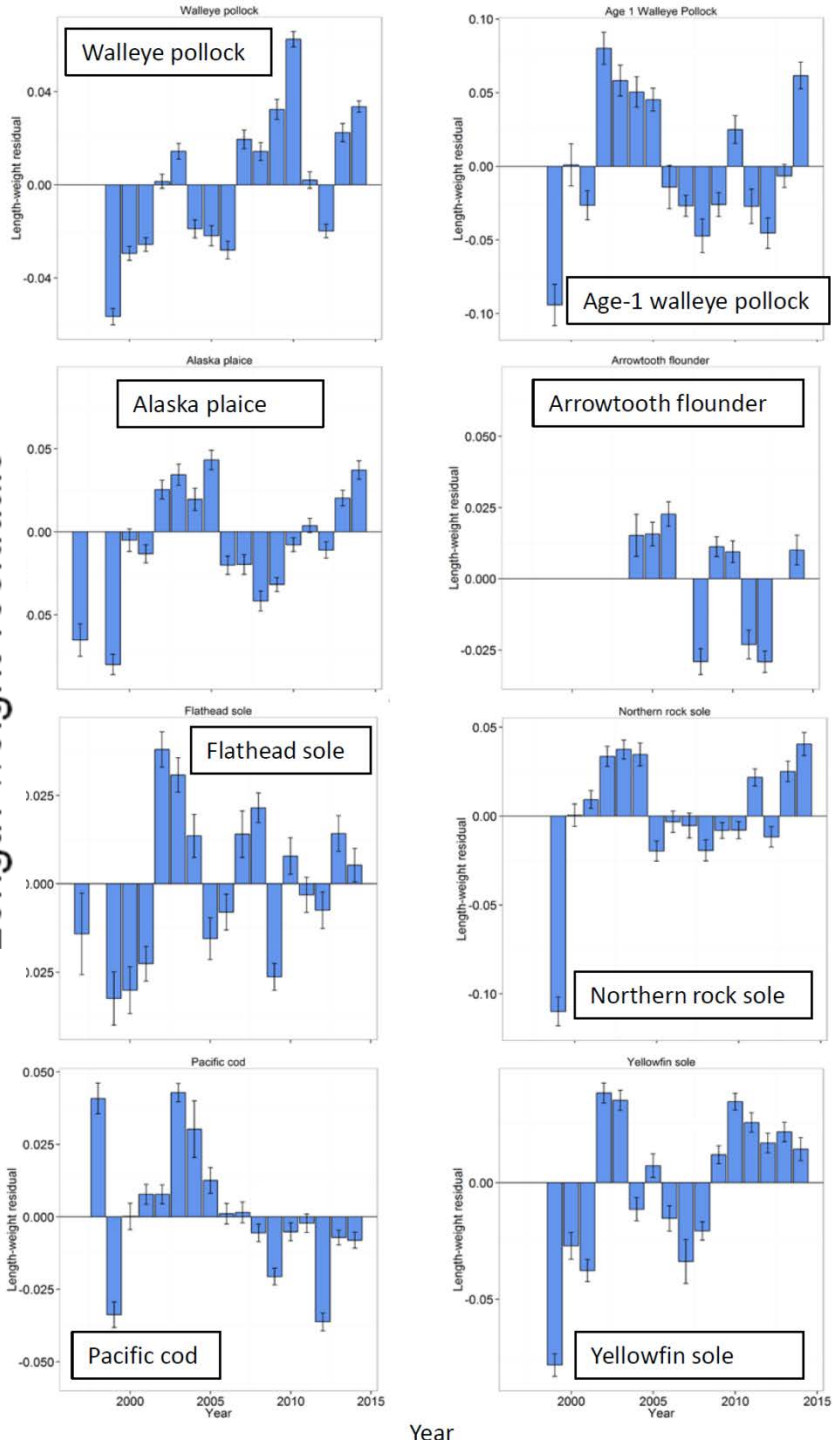 Walleye pollock
Walleye pollock
Length-weight residual
0.04
0.00
-0.04
Age 1 Walleye Pollock
Length-weight residual
0.10
0.05
0.00
-0.05
-0.10
Age-1 walleye pollock
Alaska plaice
Alaska plaice
0.05
0.00
0.05
Arrowtooth flounder
Arrowtooth flounder
Length-weight residual
0.050
0.025
0.000
-0.025
Flathead sole
Flathead sole
0.025
0.000
0.025
Northern rock sole
Length-weight residual
0.05
0.00
-0.05
-0.10
Northern rock sole
Pacific cod
Length-weight residual
0.050
0.025
0.000
-0.025
-0.050
Pacific cod
2000 2005 2010 2015
Year
Yellowfin sole
Length-weight residual
0.00
-0.05
Yellowfin sole
2000 2005 2010 2015
Year
Year